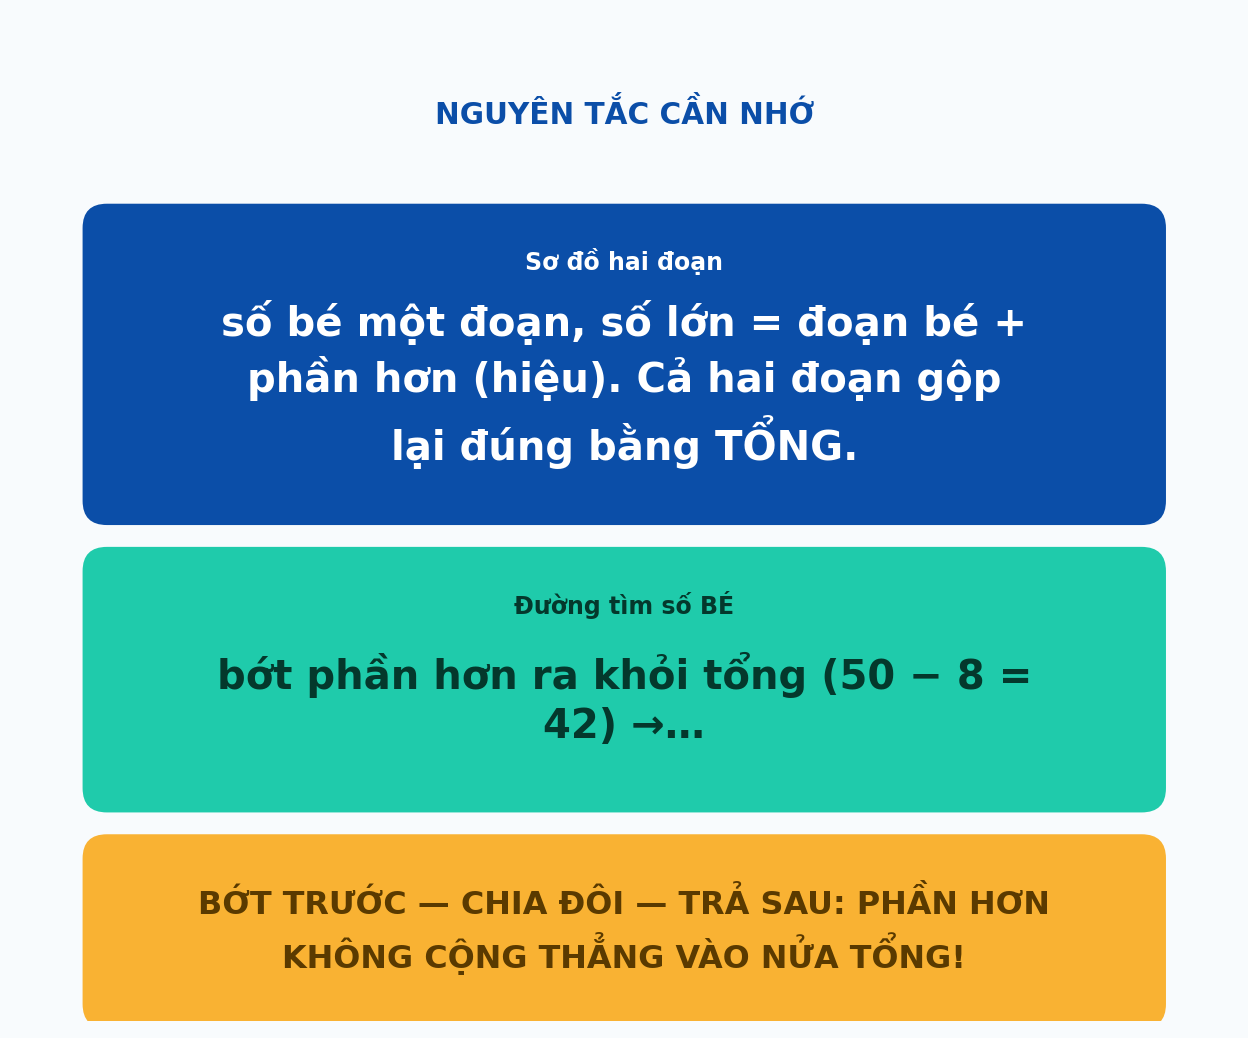 NGUYÊN TẮC CẦN NHỚ
Sơ đồ hai đoạn
số bé một đoạn, số lớn = đoạn bé +
phần hơn (hiệu). Cả hai đoạn gộp
lại đúng bằng TỔNG.
Đường tìm số BÉ
bớt phần hơn ra khỏi tổng (50 − 8 =
42) →…
BỚT TRƯỚC — CHIA ĐÔI — TRẢ SAU: PHẦN HƠN
KHÔNG CỘNG THẲNG VÀO NỬA TỔNG!